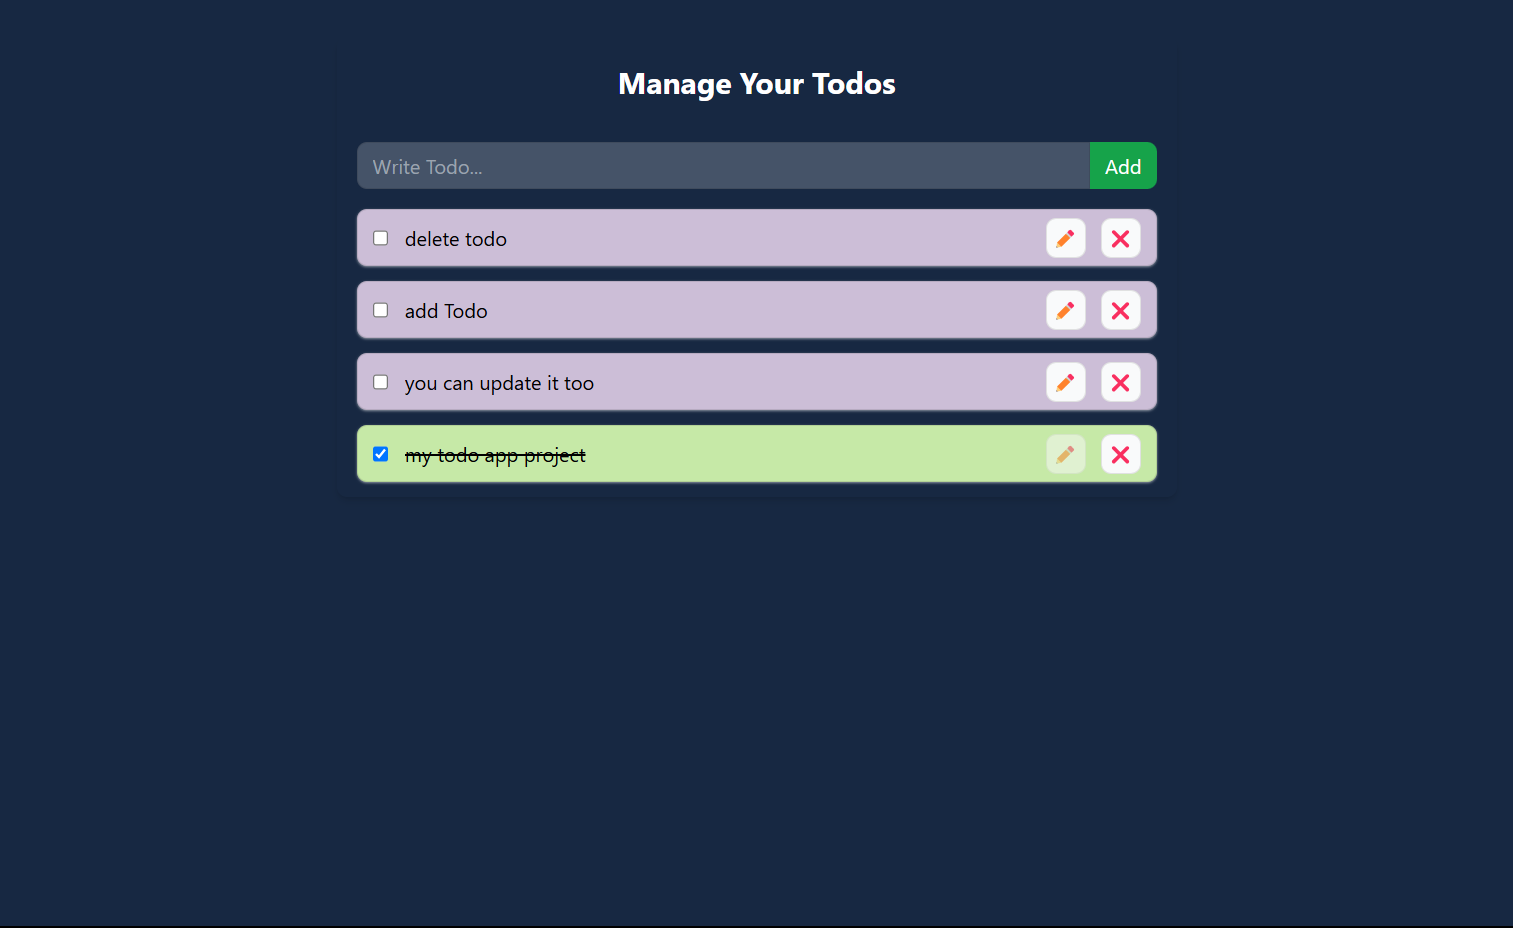 Manage Your Todos
Write Todo...
Add
delete todo
add Todo
you can update it too
my todo app project